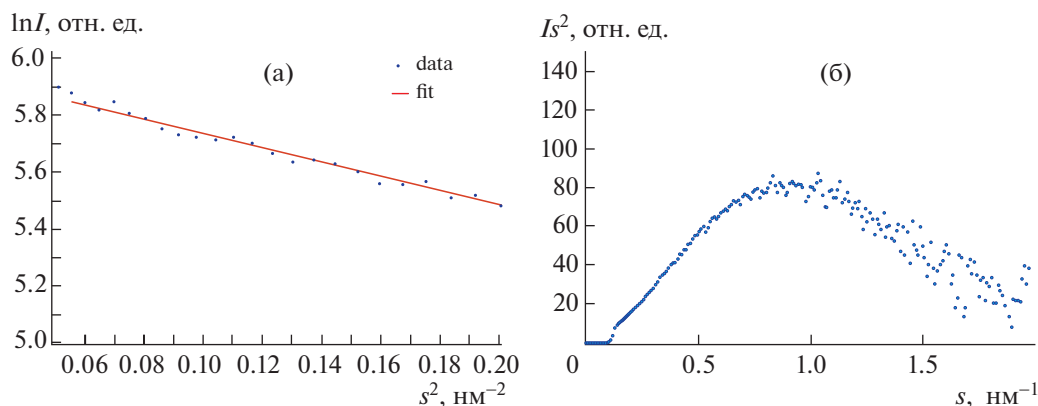 lnI, отн. ед.
6.0
5.8
5.6
5.4
5.2
5.0
(а)
data
fit
0.06 0.08 0.10 0.12 0.14 0.16 0.18 0.20
s², нм⁻²
Is², отн. ед.
140
120
100
80
60
40
20
(б)
0 0.5 1.0 1.5
s, нм⁻¹